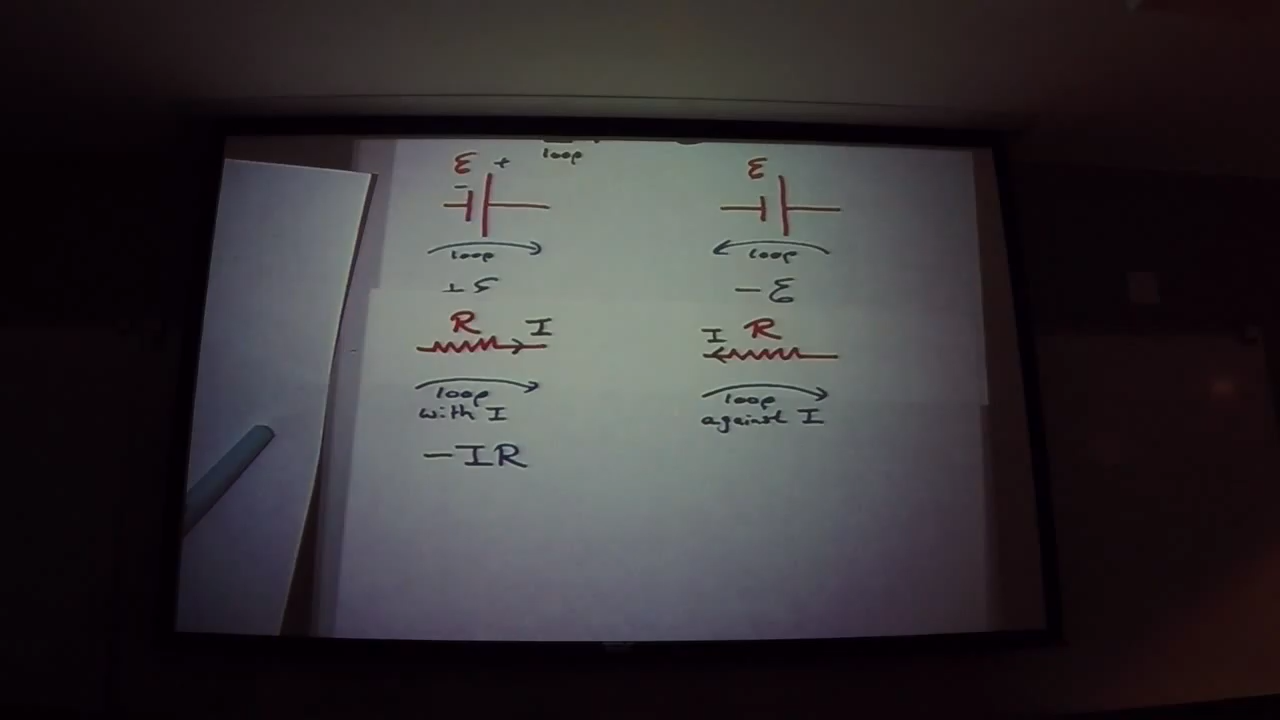 loop
ε + ε
-
loop loop
+ε -ε
R I I R
loop loop
with I against I
-IR